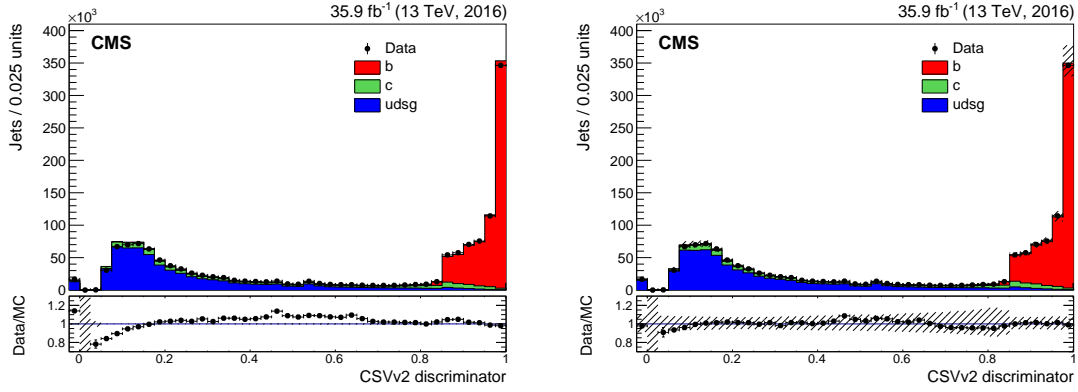 ×10³ 35.9 fb⁻¹ (13 TeV, 2016)
Jets / 0.025 units
400
350
300
250
200
150
100
50
0
CMS
Data
b
c
udsg
Data/MC
1.2
1
0.8
0 0.2 0.4 0.6 0.8 1
CSVv2 discriminator
×10³ 35.9 fb⁻¹ (13 TeV, 2016)
Jets / 0.025 units
400
350
300
250
200
150
100
50
0
CMS
Data
b
c
udsg
Data/MC
1.2
1
0.8
0 0.2 0.4 0.6 0.8 1
CSVv2 discriminator